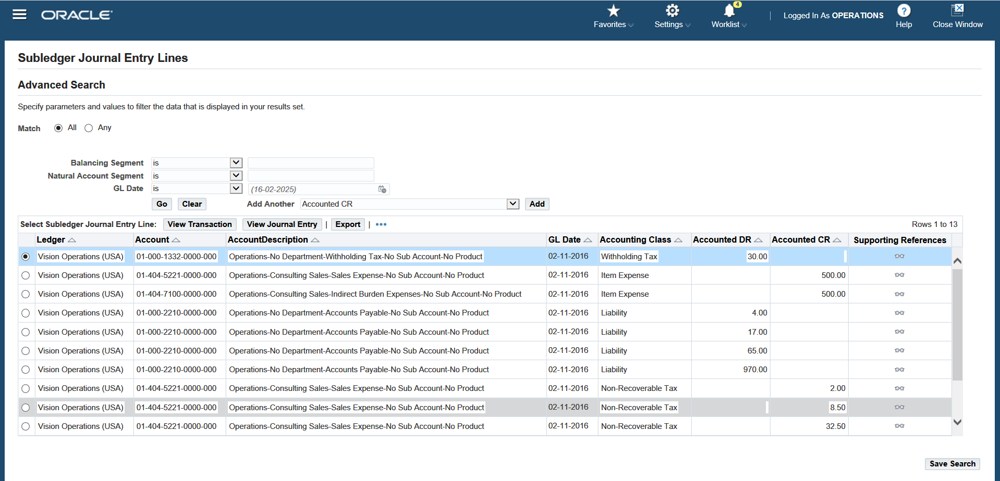 ORACLE
Favorites
Settings
4
Worklist
Logged In As OPERATIONS
?
Help
Close Window
Subledger Journal Entry Lines
Advanced Search
Specify parameters and values to filter the data that is displayed in your results set.
Match All Any
Balancing Segment is
Natural Account Segment is
GL Date is (16-02-2025)
Go Clear Add Another Accounted CR Add
Select Subledger Journal Entry Line: View Transaction View Journal Entry | Export | ••• Rows 1 to 13
Ledger Account AccountDescription GL Date Accounting Class Accounted DR Accounted CR Supporting References
Vision Operations (USA) 01-000-1332-0000-000 Operations-No Department-Withholding Tax-No Sub Account-No Product 02-11-2016 Withholding Tax 30.00
Vision Operations (USA) 01-404-5221-0000-000 Operations-Consulting Sales-Sales Expense-No Sub Account-No Product 02-11-2016 Item Expense 500.00
Vision Operations (USA) 01-404-7100-0000-000 Operations-Consulting Sales-Indirect Burden Expenses-No Sub Account-No Product 02-11-2016 Item Expense 500.00
Vision Operations (USA) 01-000-2210-0000-000 Operations-No Department-Accounts Payable-No Sub Account-No Product 02-11-2016 Liability 4.00
Vision Operations (USA) 01-000-2210-0000-000 Operations-No Department-Accounts Payable-No Sub Account-No Product 02-11-2016 Liability 17.00
Vision Operations (USA) 01-000-2210-0000-000 Operations-No Department-Accounts Payable-No Sub Account-No Product 02-11-2016 Liability 65.00
Vision Operations (USA) 01-000-2210-0000-000 Operations-No Department-Accounts Payable-No Sub Account-No Product 02-11-2016 Liability 970.00
Vision Operations (USA) 01-404-5221-0000-000 Operations-Consulting Sales-Sales Expense-No Sub Account-No Product 02-11-2016 Non-Recoverable Tax 2.00
Vision Operations (USA) 01-404-5221-0000-000 Operations-Consulting Sales-Sales Expense-No Sub Account-No Product 02-11-2016 Non-Recoverable Tax 8.50
Vision Operations (USA) 01-404-5221-0000-000 Operations-Consulting Sales-Sales Expense-No Sub Account-No Product 02-11-2016 Non-Recoverable Tax 32.50
Save Search